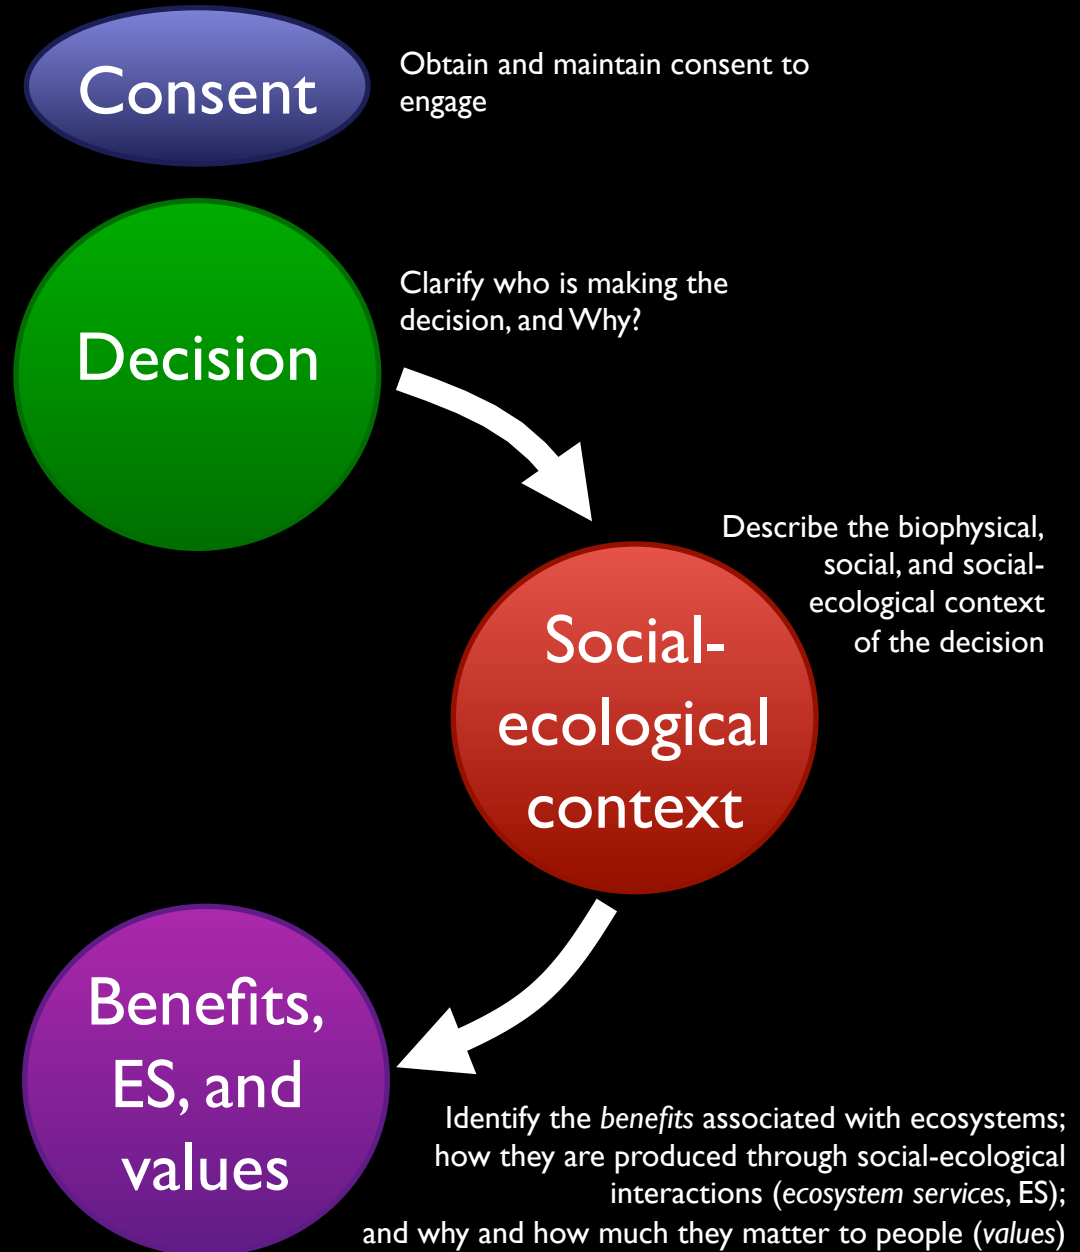 Consent
Obtain and maintain consent to
engage
Decision
Clarify who is making the
decision, and Why?
Social-
ecological
context
Describe the biophysical,
social, and social-
ecological context
of the decision
Benefits,
ES, and
values
Identify the benefits associated with ecosystems;
how they are produced through social-ecological
interactions (ecosystem services, ES);
and why and how much they matter to people (values)